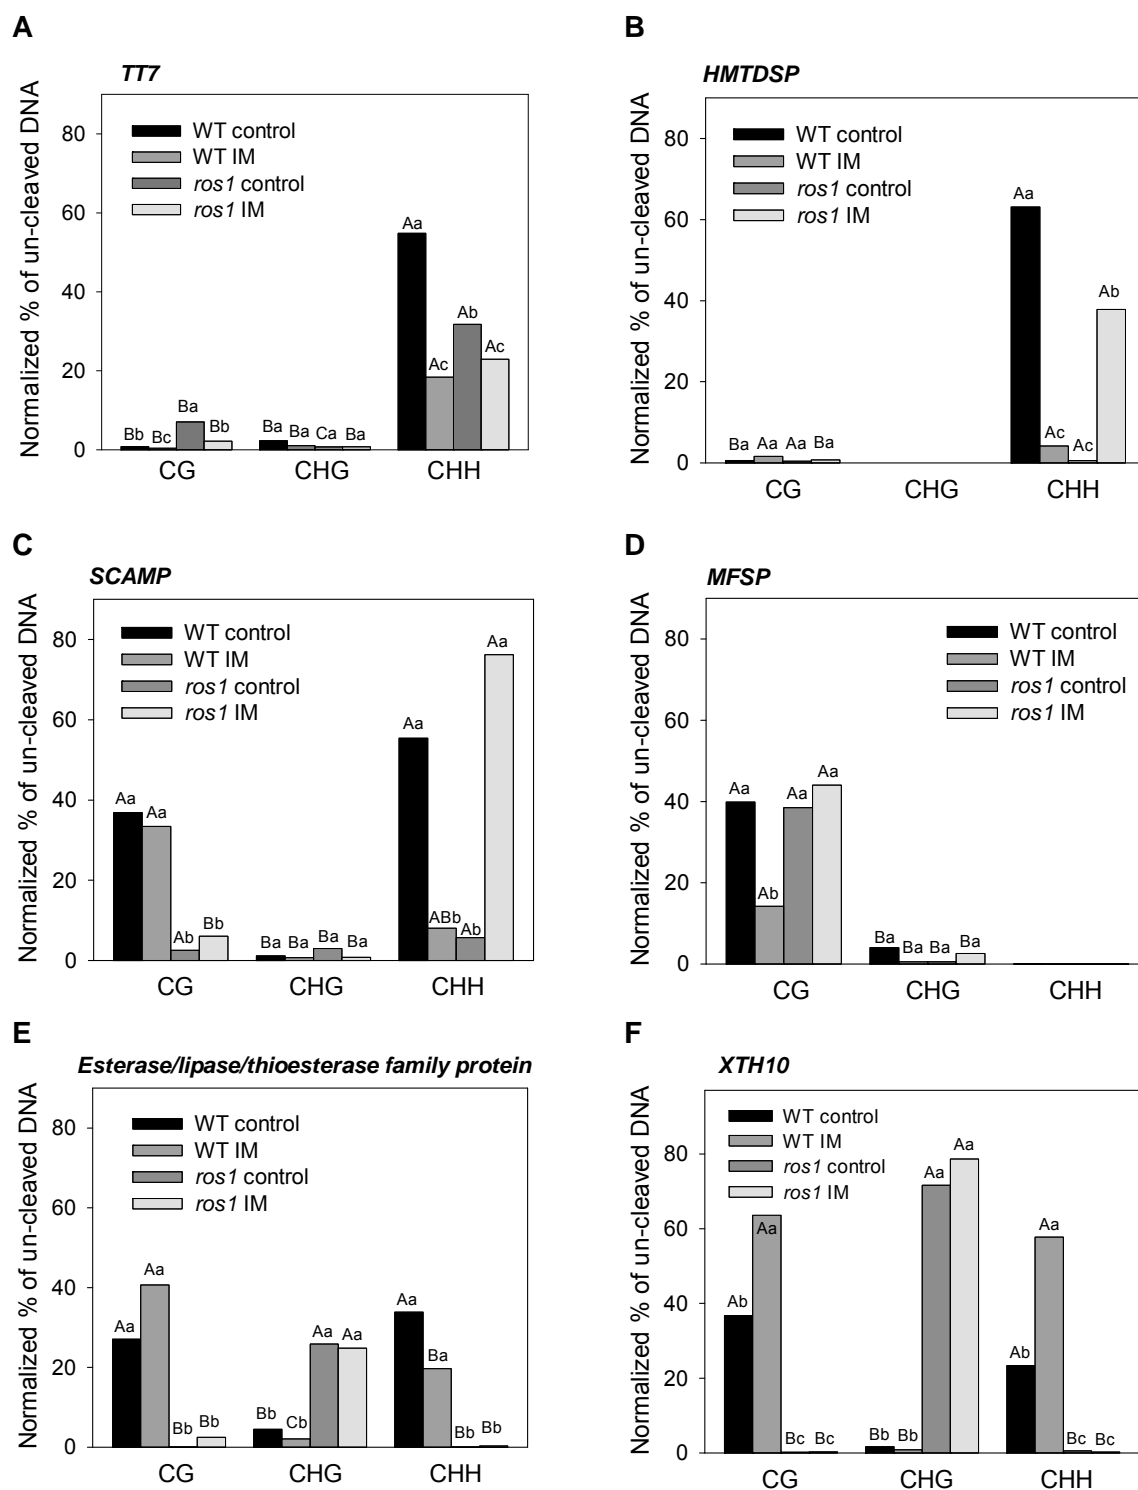 A
TT7
Normalized % of un-cleaved DNA
80
60
40
20
0
WT control
WT IM
ros1 control
ros1 IM
Bb Bc Ba Bb
Ba Ba Ca Ba
Aa Ac Ab Ac
CG CHG CHH
B
HMTDSP
Normalized % of un-cleaved DNA
80
60
40
20
0
WT control
WT IM
ros1 control
ros1 IM
Ba Aa Aa Ba
Aa Ac Ac Ab
CG CHG CHH
C
SCAMP
Normalized % of un-cleaved DNA
80
60
40
20
0
WT control
WT IM
ros1 control
ros1 IM
Aa Aa Ab Bb
Ba Ba Ba Ba
Aa ABb Ab Aa
CG CHG CHH
D
MFSP
Normalized % of un-cleaved DNA
80
60
40
20
0
WT control
WT IM
ros1 control
ros1 IM
Aa Ab Aa Aa
Ba Ba Ba Ba
CG CHG CHH
E
Esterase/lipase/thioesterase family protein
Normalized % of un-cleaved DNA
80
60
40
20
0
WT control
WT IM
ros1 control
ros1 IM
Aa Aa Bb Bb
Bb Cb Aa Aa
Aa Ba Bb Bb
CG CHG CHH
F
XTH10
Normalized % of un-cleaved DNA
80
60
40
20
0
WT control
WT IM
ros1 control
ros1 IM
Ab Aa Bc Bc
Bb Bb Aa Aa
Ab Aa Bc Bc
CG CHG CHH